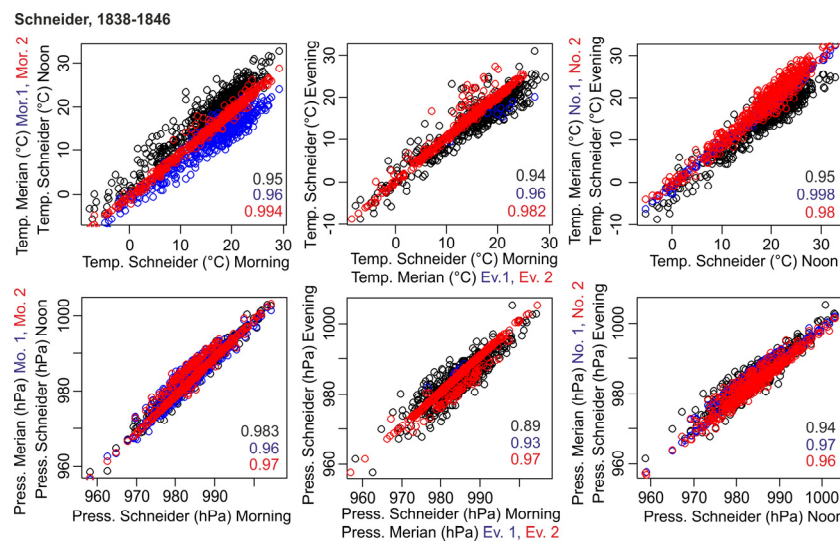 Schneider, 1838-1846
Temp. Merian (°C) Mor.1, Mor. 2
Temp. Schneider (°C) Noon
0 10 20 30
0.95
0.96
0.994
0 10 20 30
Temp. Schneider (°C) Morning
Temp. Schneider (°C) Evening
-10 0 10 20 30
0.94
0.96
0.982
0 10 20 30
Temp. Schneider (°C) Morning
Temp. Merian (°C) Ev.1, Ev. 2
Temp. Merian (°C) No.1, No. 2
Temp. Schneider (°C) Evening
-10 0 10 20 30
0.95
0.998
0.98
0 10 20 30
Temp. Schneider (°C) Noon
Press. Merian (hPa) Mo. 1, Mo. 2
Press. Schneider (hPa) Noon
960 980 1000
0.983
0.96
0.97
960 970 980 990
Press. Schneider (hPa) Morning
Press. Schneider (hPa) Evening
960 980 1000
0.89
0.93
0.97
960 970 980 990
Press. Schneider (hPa) Morning
Press. Merian (hPa) Ev. 1, Ev. 2
Press. Merian (hPa) No. 1, No. 2
Press. Schneider (hPa) Evening
960 980 1000
0.94
0.97
0.96
960 970 980 990 1000
Press. Schneider (hPa) Noon